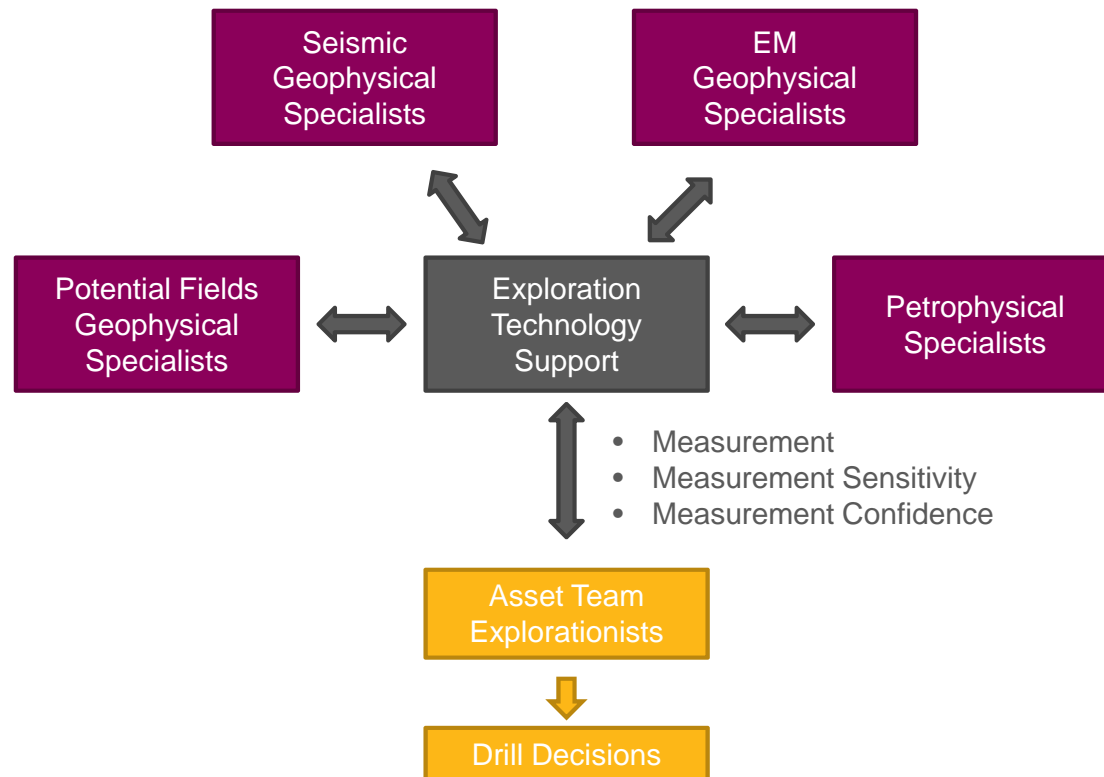 Seismic
Geophysical
Specialists
EM
Geophysical
Specialists
Potential Fields
Geophysical
Specialists
Exploration
Technology
Support
Petrophysical
Specialists
• Measurement
• Measurement Sensitivity
• Measurement Confidence
Asset Team
Explorationists
Drill Decisions